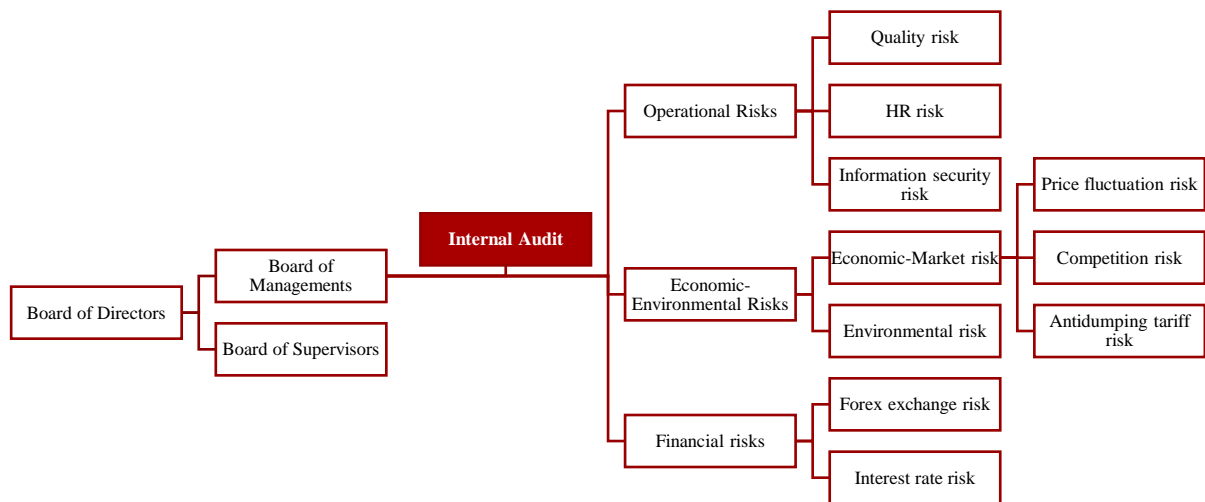 Board of Directors
Board of
Managements
Board of Supervisors
Internal Audit
Operational Risks
Quality risk
HR risk
Information security
risk
Economic-
Environmental Risks
Economic-Market risk
Price fluctuation risk
Competition risk
Antidumping tariff
risk
Environmental risk
Financial risks
Forex exchange risk
Interest rate risk